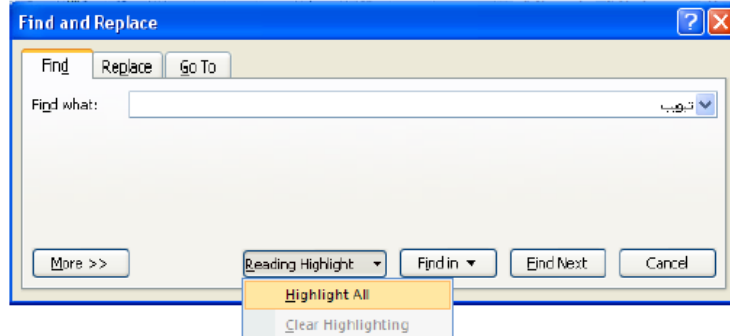 Find and Replace
Find Replace Go To
Find what: تبويب
More >> Reading Highlight Find in Find Next Cancel
Highlight All
Clear Highlighting